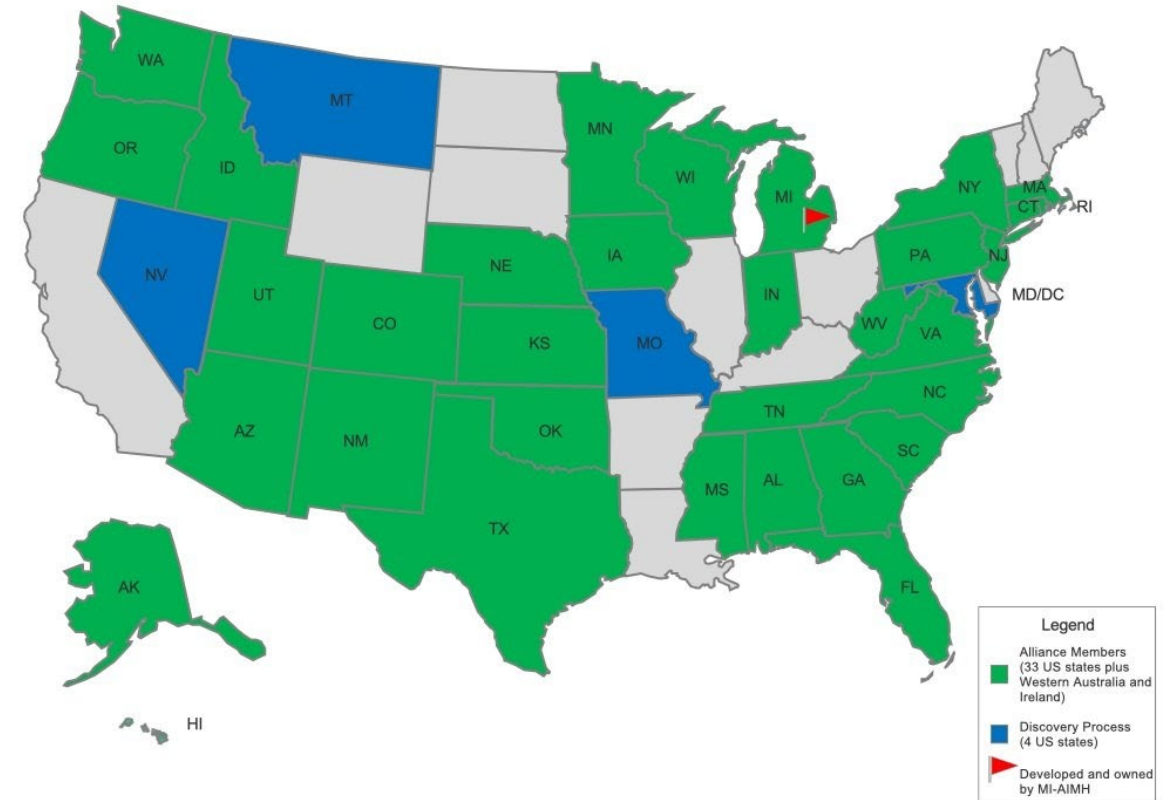 WA
MT
MN
OR
ID
WI
MI
NY
MA
CT
RI
NE
IA
PA
NJ
NV
UT
IN
MD/DC
CO
WV
KS
MO
VA
NC
TN
AZ
NM
OK
SC
MS
AL
GA
TX
AK
FL
HI
Legend
Alliance Members
(33 US states plus
Western Australia and
Ireland)
Discovery Process
(4 US states)
Developed and owned
by MI-AIMH